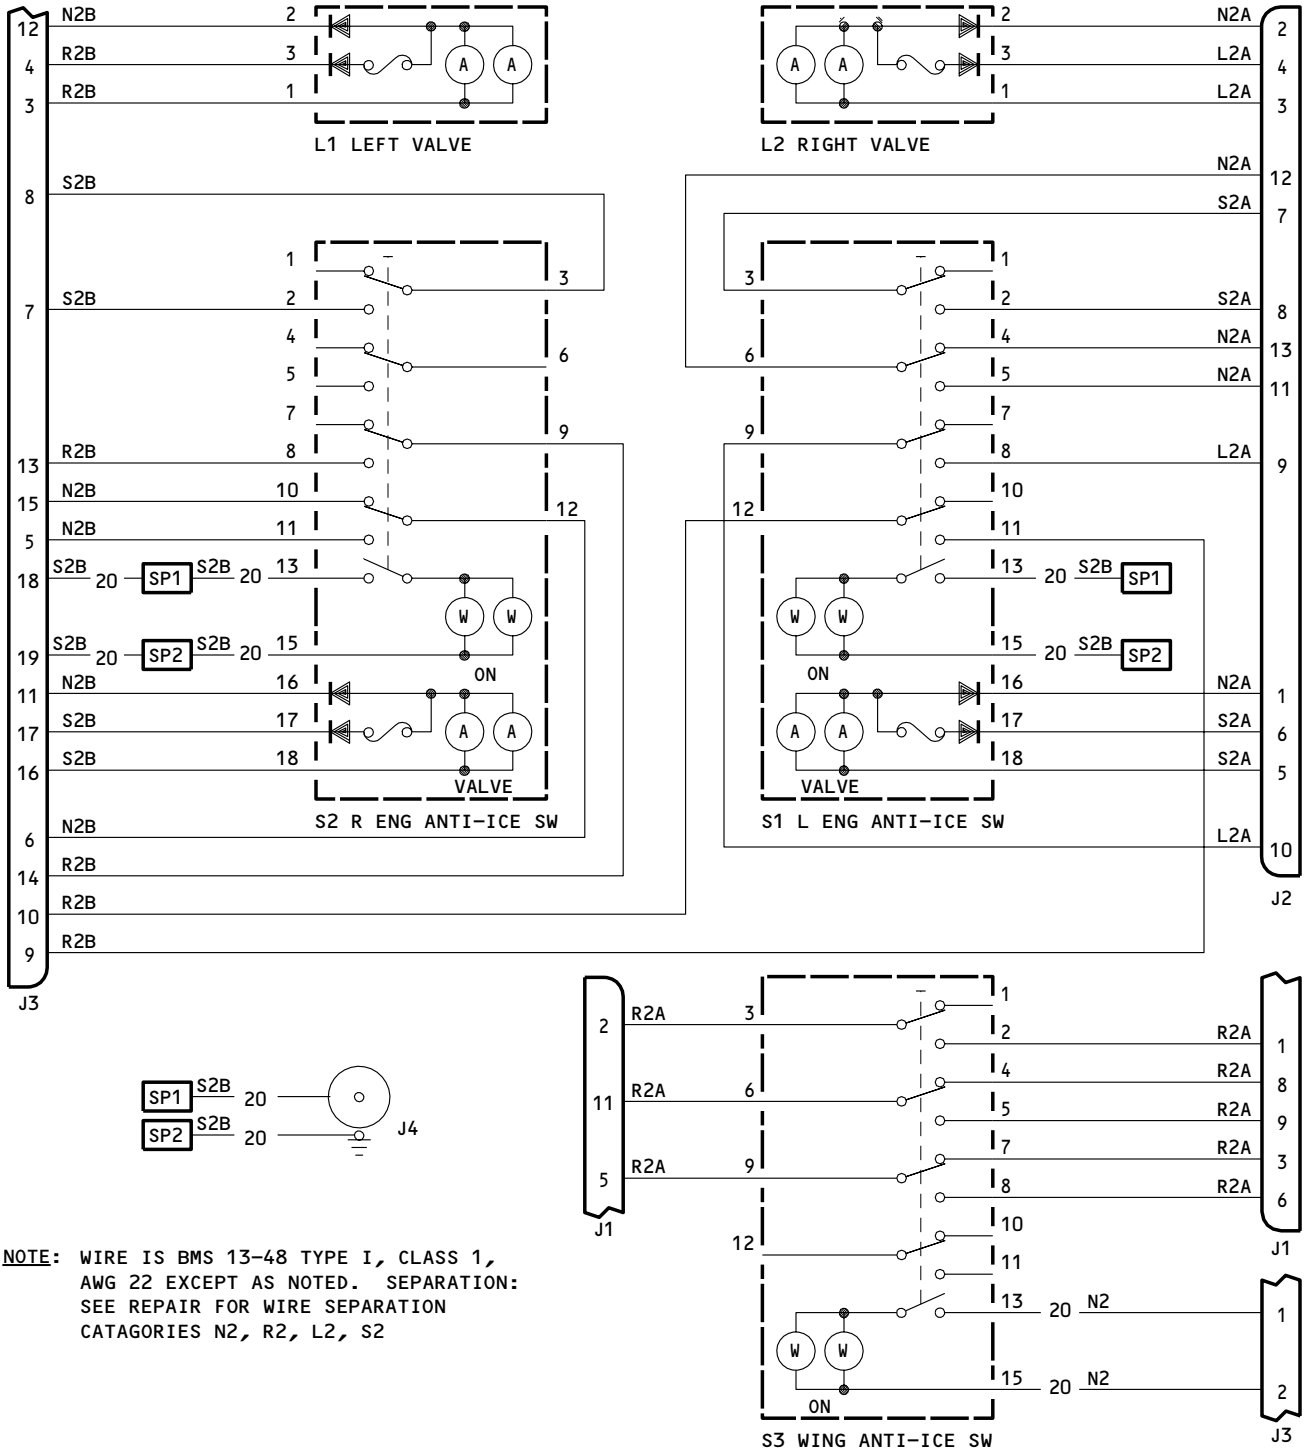 12 N2B 2 2 N2A 2
4 R2B 3 A A A A 3 L2A 4
3 R2B 1 1 L2A 3
L1 LEFT VALVE L2 RIGHT VALVE
N2A 12
8 S2B
S2A 7
1 3 3 1
7 S2B 2 2 S2A 8
4 6 6 4 N2A 13
5 5 N2A 11
7 9 9 7
13 R2B 8 8 L2A 9
15 N2B 10 12 12 10
5 N2B 11 11
18 S2B 20 SP1 S2B 20 13 13 20 S2B SP1
W W W W
19 S2B 20 SP2 S2B 20 15 15 20 S2B SP2
ON ON
11 N2B 16 16 N2A 1
17 S2B 17 A A A A 17 S2A 6
16 S2B 18 18 S2A 5
VALVE VALVE
S2 R ENG ANTI-ICE SW S1 L ENG ANTI-ICE SW
6 N2B
L2A 10
14 R2B
J2
10 R2B
9 R2B
J3
1
2 R2A 3
2 R2A 1
4 R2A 8
11 R2A 6
5 R2A 9
7 R2A 3
5 R2A 9
8 R2A 6
J1
10
12
J1
11
13 20 N2 1
W W
15 20 N2 2
ON
J3
S3 WING ANTI-ICE SW
SP1 S2B 20
SP2 S2B 20 J4
NOTE: WIRE IS BMS 13-48 TYPE I, CLASS 1,
AWG 22 EXCEPT AS NOTED. SEPARATION:
SEE REPAIR FOR WIRE SEPARATION
CATAGORIES N2, R2, L2, S2